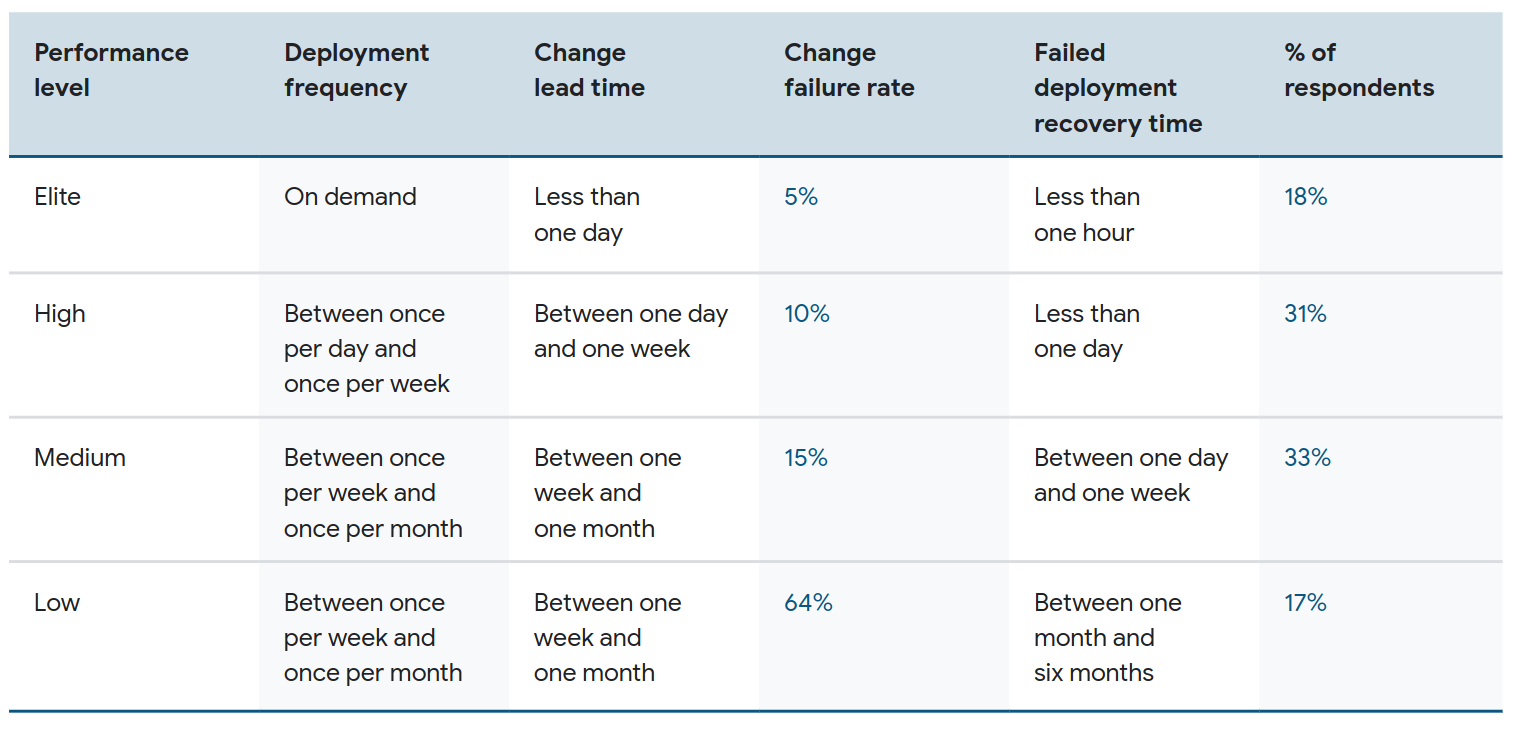 Performance level
Deployment frequency
Change lead time
Change failure rate
Failed deployment recovery time
% of respondents
Elite
On demand
Less than
one day
5%
Less than
one hour
18%
High
Between once
per day and
once per week
Between one day
and one week
10%
Less than
one day
31%
Medium
Between once
per week and
once per month
Between one
week and
one month
15%
Between one day
and one week
33%
Low
Between once
per week and
once per month
Between one
week and
one month
64%
Between one
month and
six months
17%